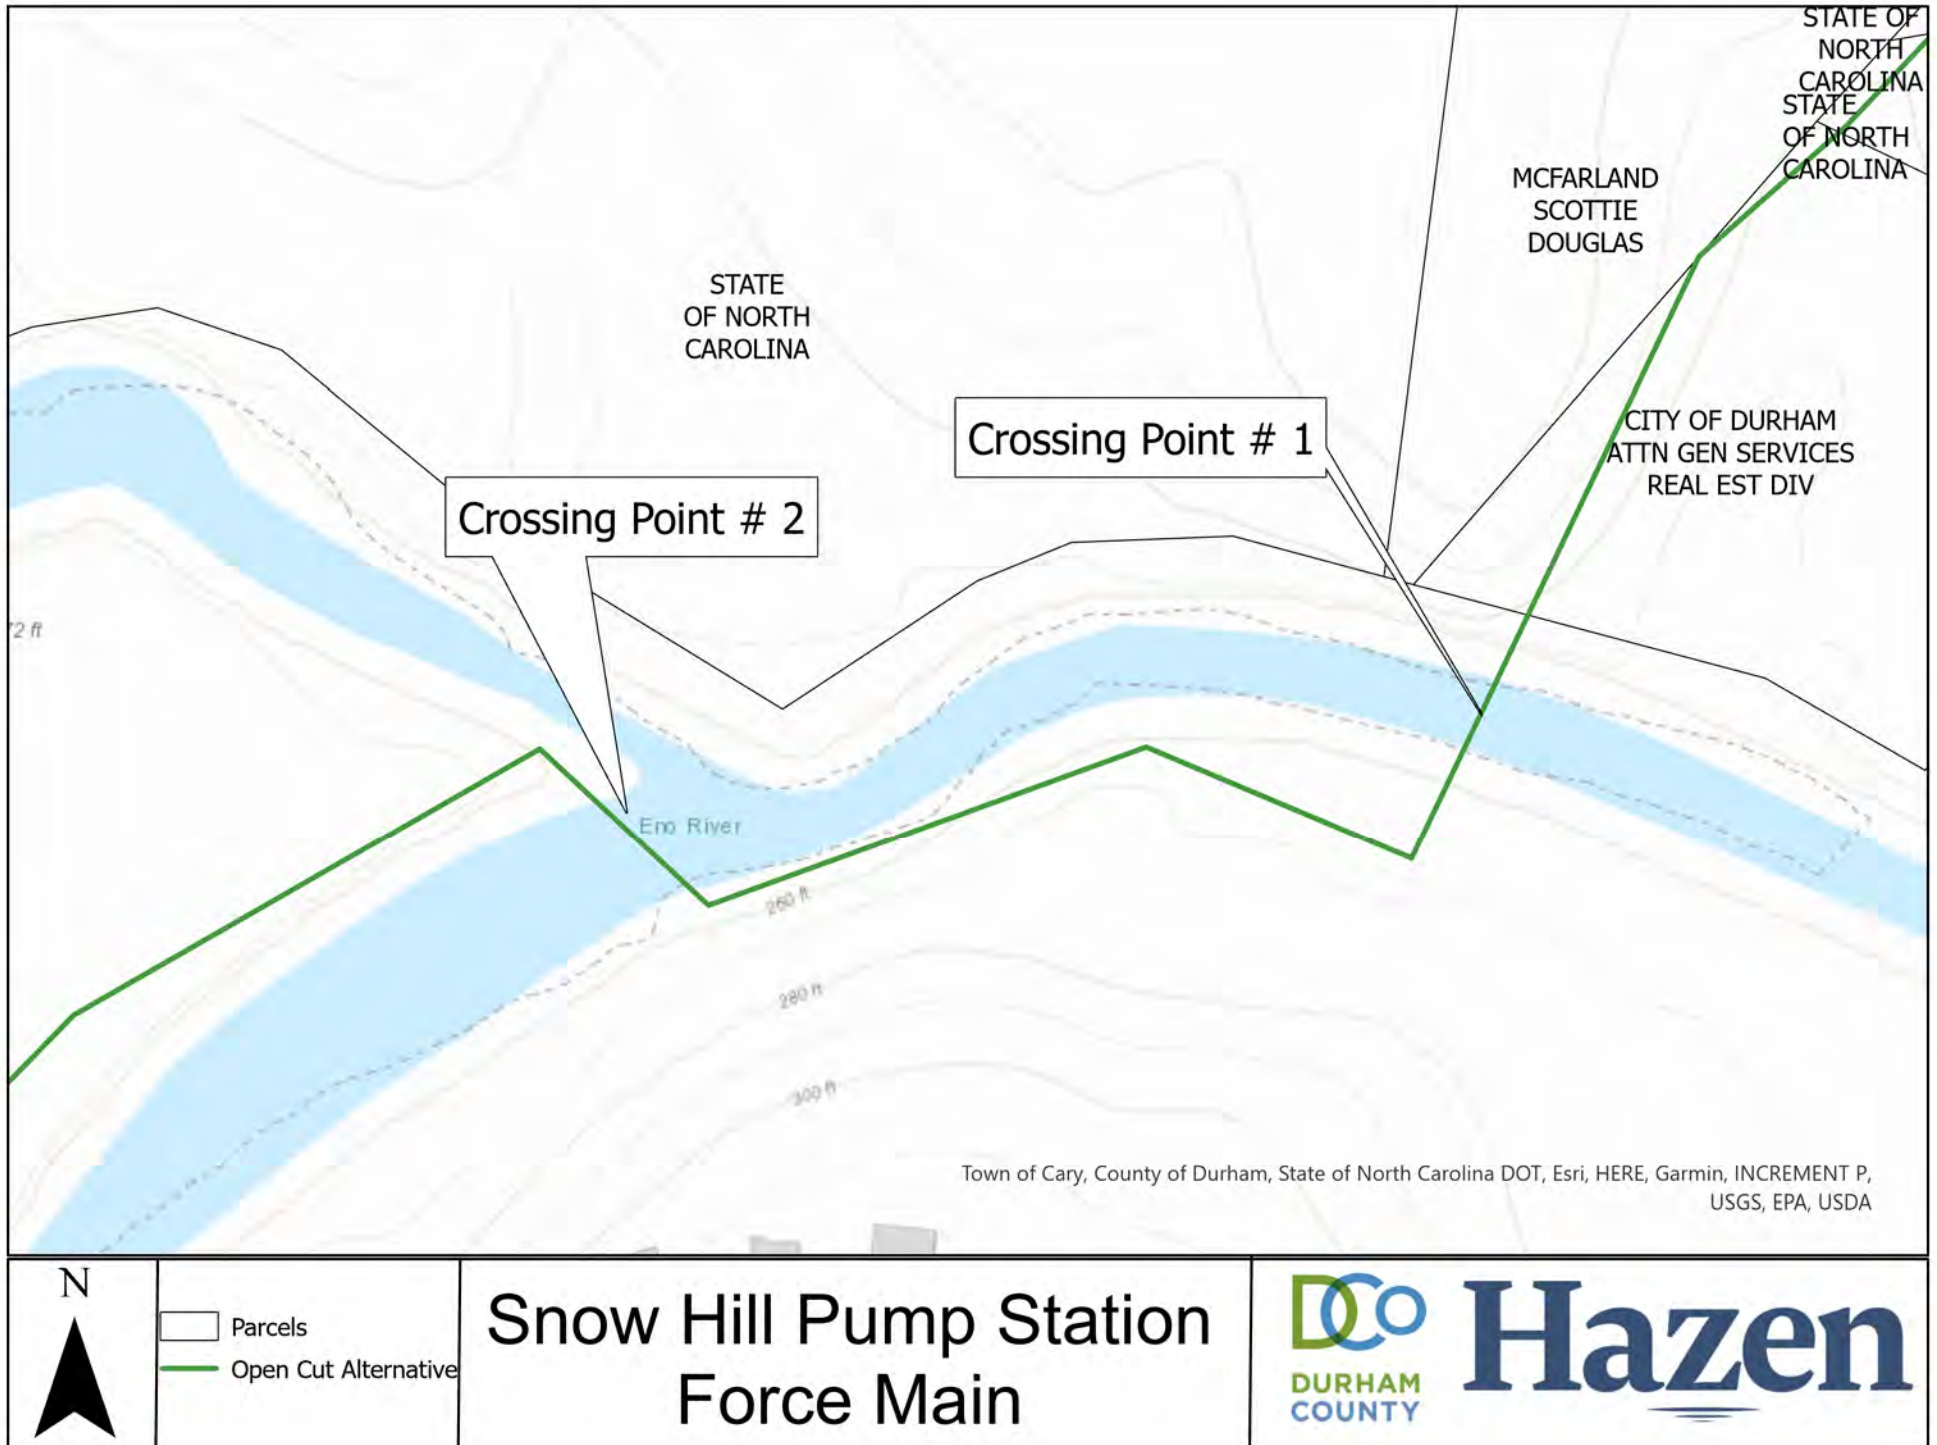 STATE OF
NORTH
CAROLINA
STATE
OF NORTH
CAROLINA
MCFARLAND
SCOTTIE
DOUGLAS
STATE
OF NORTH
CAROLINA
Crossing Point # 1
CITY OF DURHAM
ATTN GEN SERVICES
REAL EST DIV
Crossing Point # 2
72 ft
Eno River
260 ft
280 ft
300 ft
Town of Cary, County of Durham, State of North Carolina DOT, Esri, HERE, Garmin, INCREMENT P,
USGS, EPA, USDA
N
Parcels
Open Cut Alternative
Snow Hill Pump Station
Force Main
DCo
DURHAM
COUNTY
Hazen